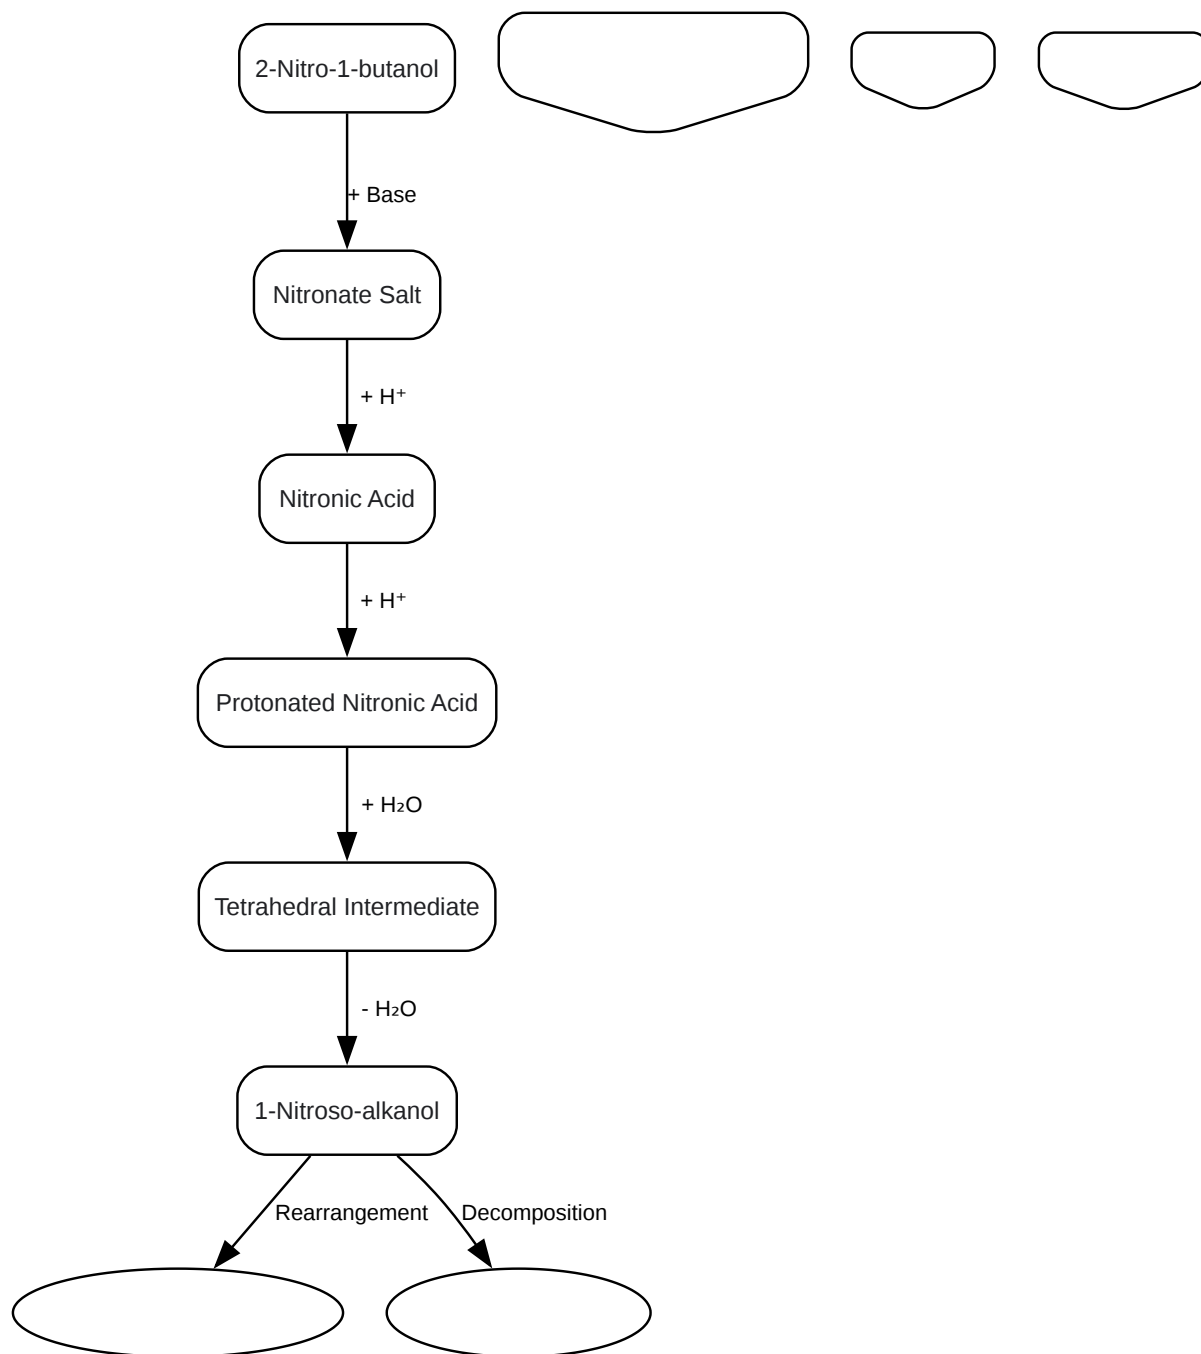 2-Nitro-1-butanol
+ Base
Nitronate Salt
+ H⁺
Nitronic Acid
+ H⁺
Protonated Nitronic Acid
+ H₂O
Tetrahedral Intermediate
- H₂O
1-Nitroso-alkanol
Rearrangement
Decomposition